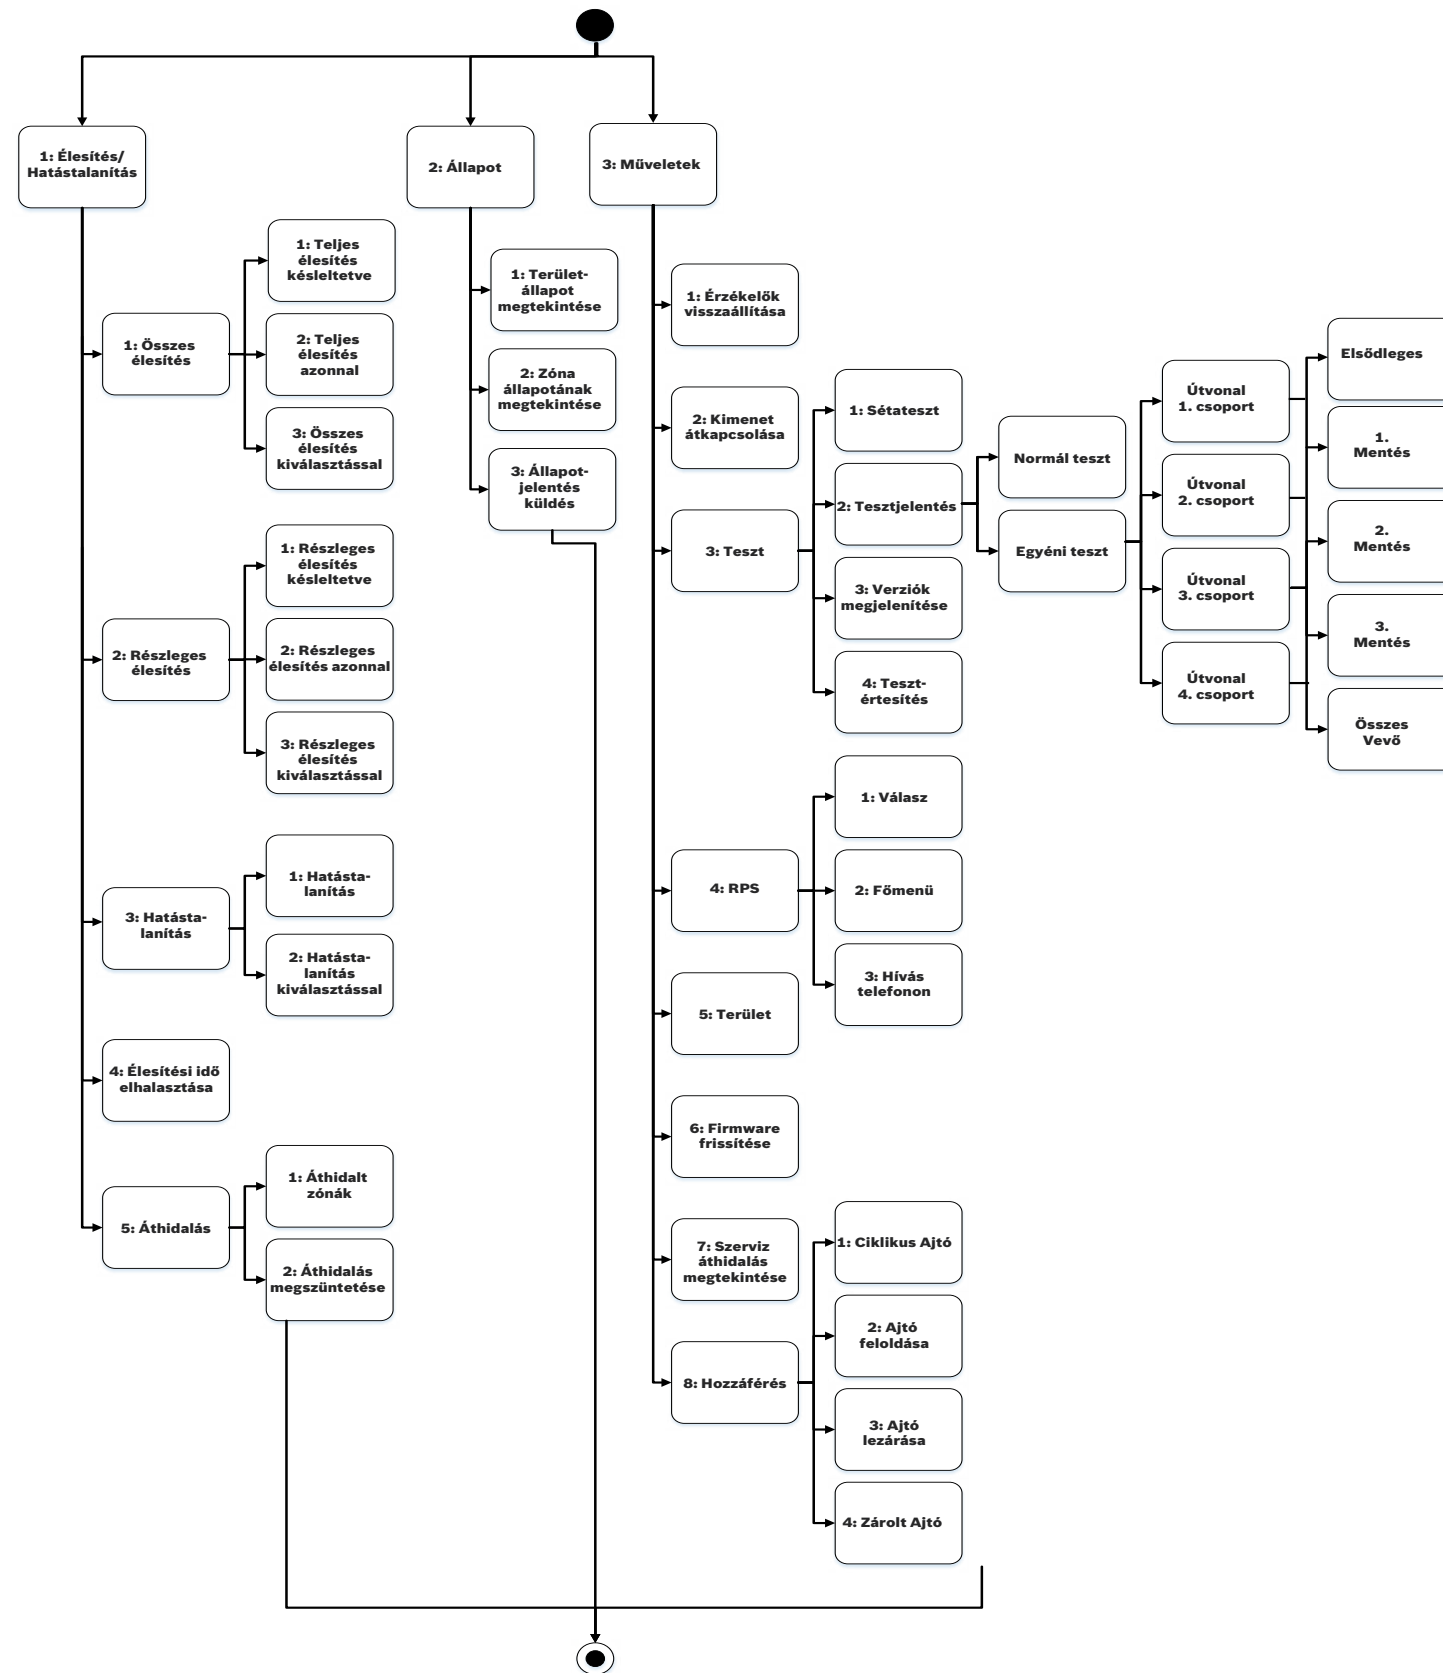 1: Élesítés/
Hatástalanítás
2: Állapot
3: Műveletek
1: Összes
élesítés
1: Teljes
élesítés
késleltetve
2: Teljes
élesítés
azonnal
3: Összes
élesítés
kiválasztással
2: Részleges
élesítés
1: Részleges
élesítés
késleltetve
2: Részleges
élesítés azonnal
3: Részleges
élesítés
kiválasztással
3: Hatásta-
lanítás
1: Hatásta-
lanítás
2: Hatásta-
lanítás
kiválasztással
4: Élesítési idő
elhalasztása
5: Áthidalás
1: Áthidalt
zónák
2: Áthidalás
megszüntetése
1: Terület-
állapot
megtekintése
2: Zóna
állapotának
megtekintése
3: Állapot-
jelentés
küldés
1: Érzékelők
visszaállítása
2: Kimenet
átkapcsolása
3: Teszt
1: Sétateszt
2: Tesztjelentés
Normál teszt
Egyéni teszt
Útvonal
1. csoport
Útvonal
2. csoport
Útvonal
3. csoport
Útvonal
4. csoport
Elsődleges
1.
Mentés
2.
Mentés
3.
Mentés
Összes
Vevő
3: Verziók
megjelenítése
4: Teszt-
értesítés
4: RPS
1: Válasz
2: Főmenü
3: Hívás
telefonon
5: Terület
6: Firmware
frissítése
7: Szerviz
áthidalás
megtekintése
8: Hozzáférés
1: Ciklikus Ajtó
2: Ajtó
feloldása
3: Ajtó
lezárása
4: Zárolt Ajtó